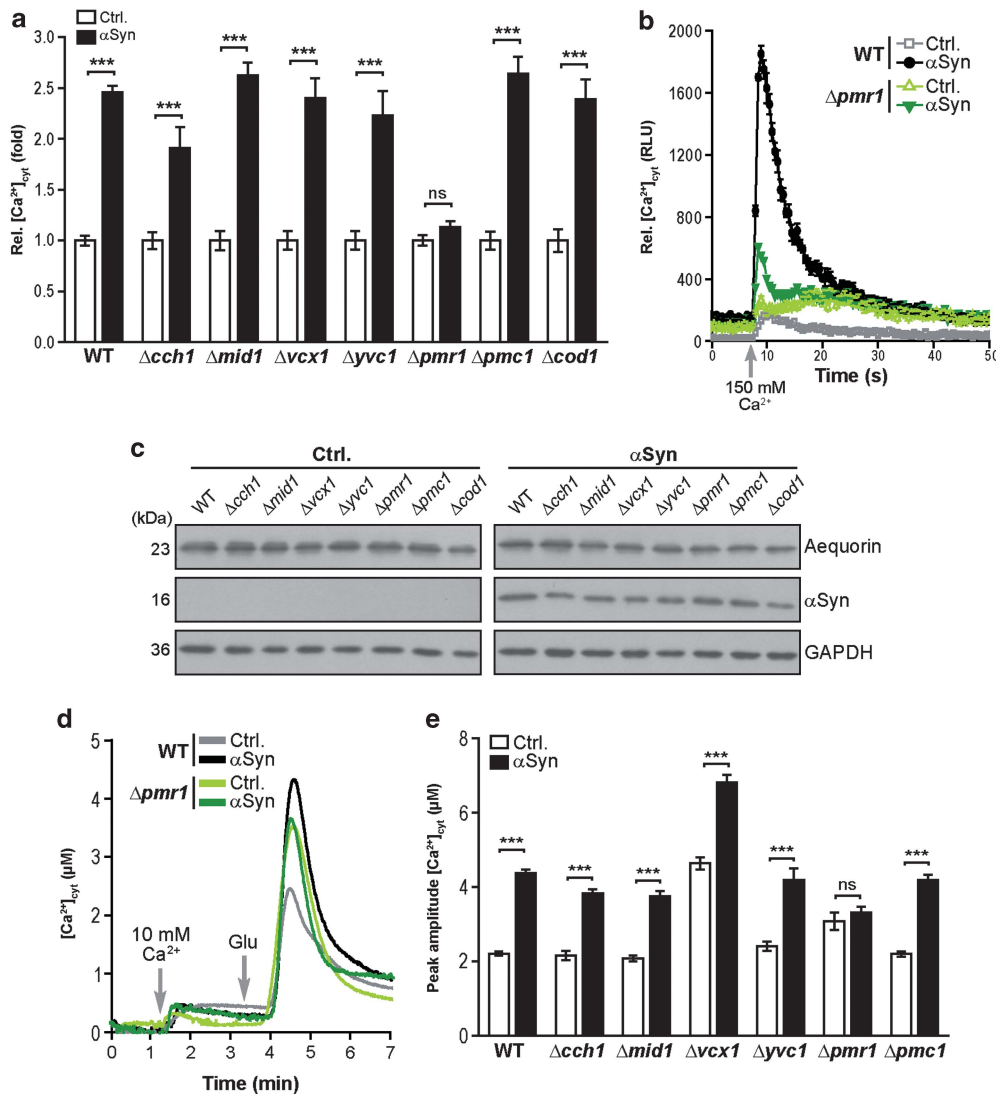 a
Ctrl.
αSyn
Rel. [Ca²⁺]cyt (fold)
3.0
2.5
2.0
1.5
1.0
0.5
0.0
*** *** *** *** *** ns *** ***
WT Δcch1 Δmid1 Δvcx1 Δyvc1 Δpmr1 Δpmc1 Δcod1
b
WT Ctrl.
αSyn
Δpmr1 Ctrl.
αSyn
Rel. [Ca²⁺]cyt (RLU)
2000
1600
1200
800
400
0
0 10 20 30 40 50
Time (s)
150 mM
Ca²⁺
c
Ctrl. αSyn
WT Δcch1 Δmid1 Δvcx1 Δyvc1 Δpmr1 Δpmc1 Δcod1 WT Δcch1 Δmid1 Δvcx1 Δyvc1 Δpmr1 Δpmc1 Δcod1
(kDa)
23 Aequorin
16 αSyn
36 GAPDH
d
WT Ctrl.
αSyn
Δpmr1 Ctrl.
αSyn
[Ca²⁺]cyt (μM)
5
4
3
2
1
0
10 mM
Ca²⁺
Glu
0 1 2 3 4 5 6 7
Time (min)
e
Ctrl.
αSyn
Peak amplitude [Ca²⁺]cyt (μM)
8
6
4
2
0
*** *** *** *** *** ns ***
WT Δcch1 Δmid1 Δvcx1 Δyvc1 Δpmr1 Δpmc1